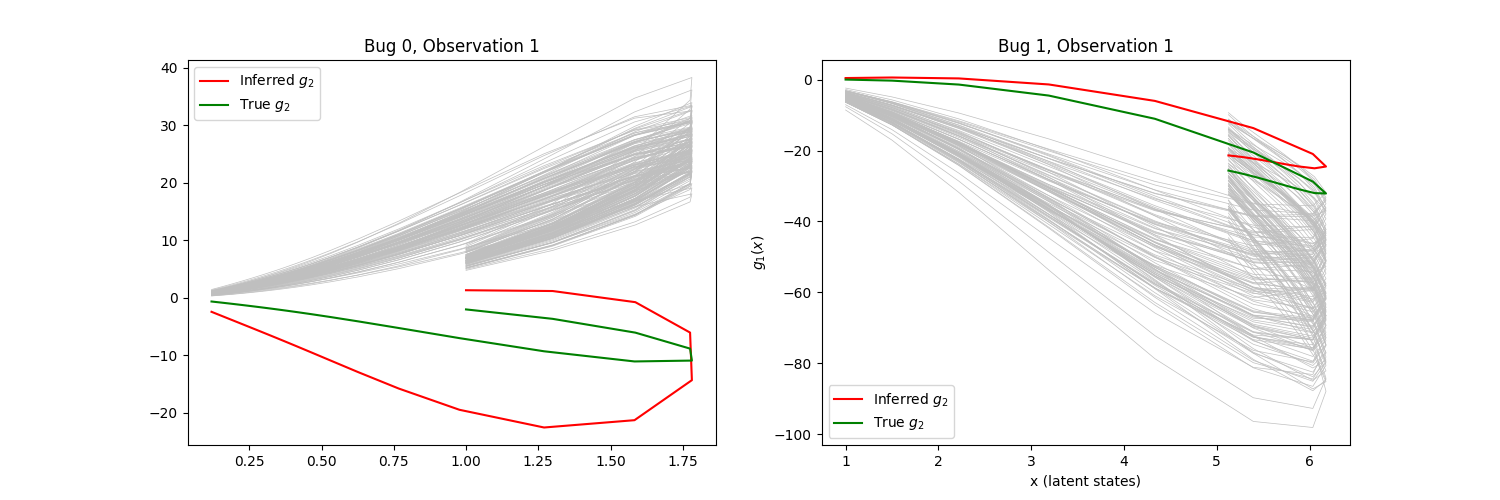 Bug 0, Observation 1
40
30
20
10
0
−10
−20
0.25 0.50 0.75 1.00 1.25 1.50 1.75
Inferred g₂
True g₂
Bug 1, Observation 1
g₁(x)
0
−20
−40
−60
−80
−100
1 2 3 4 5 6
x (latent states)
Inferred g₂
True g₂